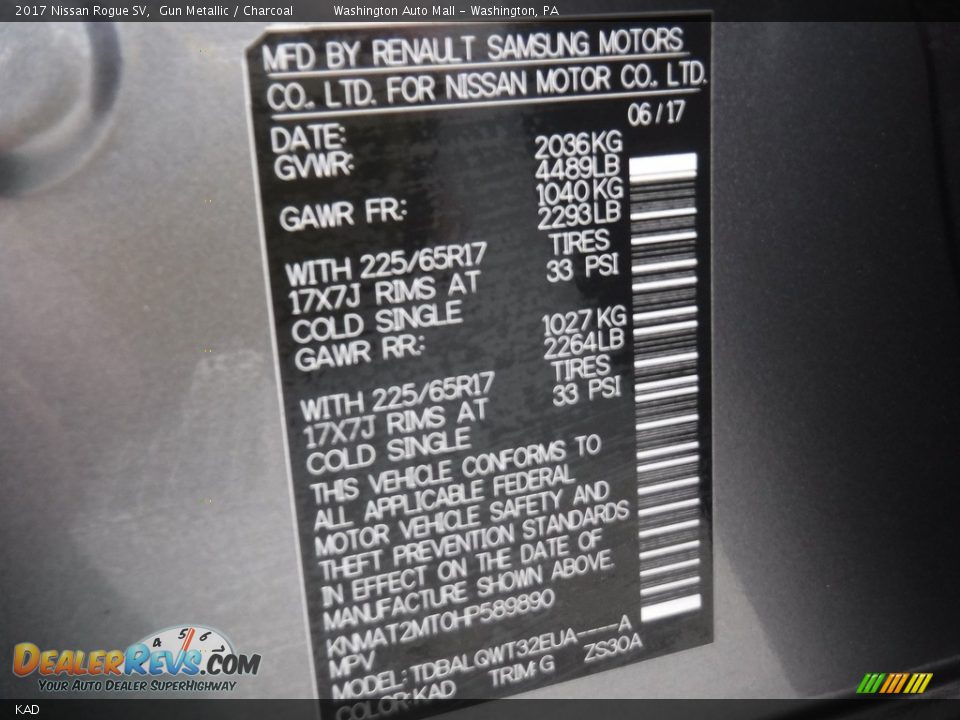 2017 Nissan Rogue SV, Gun Metallic / Charcoal Washington Auto Mall - Washington, PA
MFD BY RENAULT SAMSUNG MOTORS
CO., LTD. FOR NISSAN MOTOR CO., LTD.
06/17
DATE:
GVWR: 2036KG
4489LB
GAWR FR.: 1040 KG
2293LB
WITH 225/65R17 TIRES
17X7J RIMS AT 33 PSI
COLD SINGLE
GAWR RR.: 1027KG
2264LB
WITH 225/65R17 TIRES
17X7J RIMS AT 33 PSI
COLD SINGLE
THIS VEHICLE CONFORMS TO
ALL APPLICABLE FEDERAL
MOTOR VEHICLE SAFETY AND
THEFT PREVENTION STANDARDS
IN EFFECT ON THE DATE OF
MANUFACTURE SHOWN ABOVE.
KNMAT2MT0HP589890
MPV
MODEL: TDBALQWT32EUA----A
COLOR: KAD TRIM: G ZS30A
4 5 6
DEALERREVS.COM
YOUR AUTO DEALER SUPERHIGHWAY
KAD